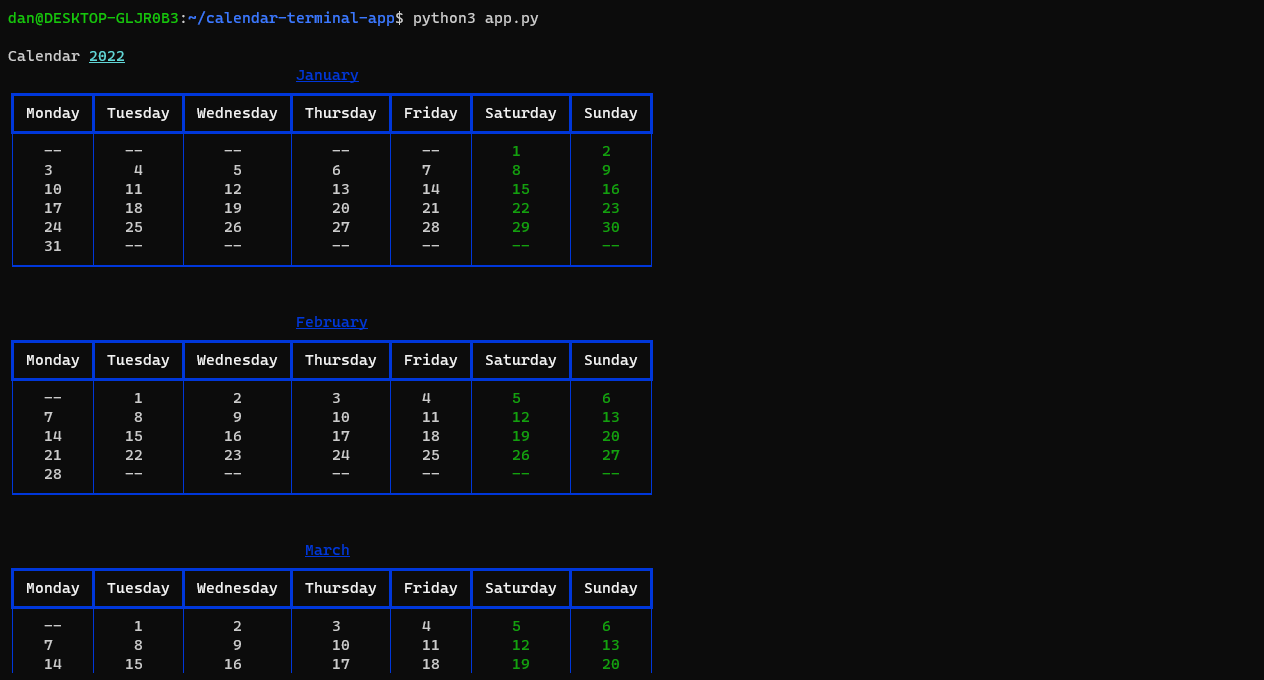 dan@DESKTOP-GLJR0B3:~/calendar-terminal-app$ python3 app.py
Calendar 2022
January
Monday Tuesday Wednesday Thursday Friday Saturday Sunday
-- -- -- -- -- 1 2
3 4 5 6 7 8 9
10 11 12 13 14 15 16
17 18 19 20 21 22 23
24 25 26 27 28 29 30
31 -- -- -- -- -- --
February
Monday Tuesday Wednesday Thursday Friday Saturday Sunday
-- 1 2 3 4 5 6
7 8 9 10 11 12 13
14 15 16 17 18 19 20
21 22 23 24 25 26 27
28 -- -- -- -- -- --
March
Monday Tuesday Wednesday Thursday Friday Saturday Sunday
-- 1 2 3 4 5 6
7 8 9 10 11 12 13
14 15 16 17 18 19 20